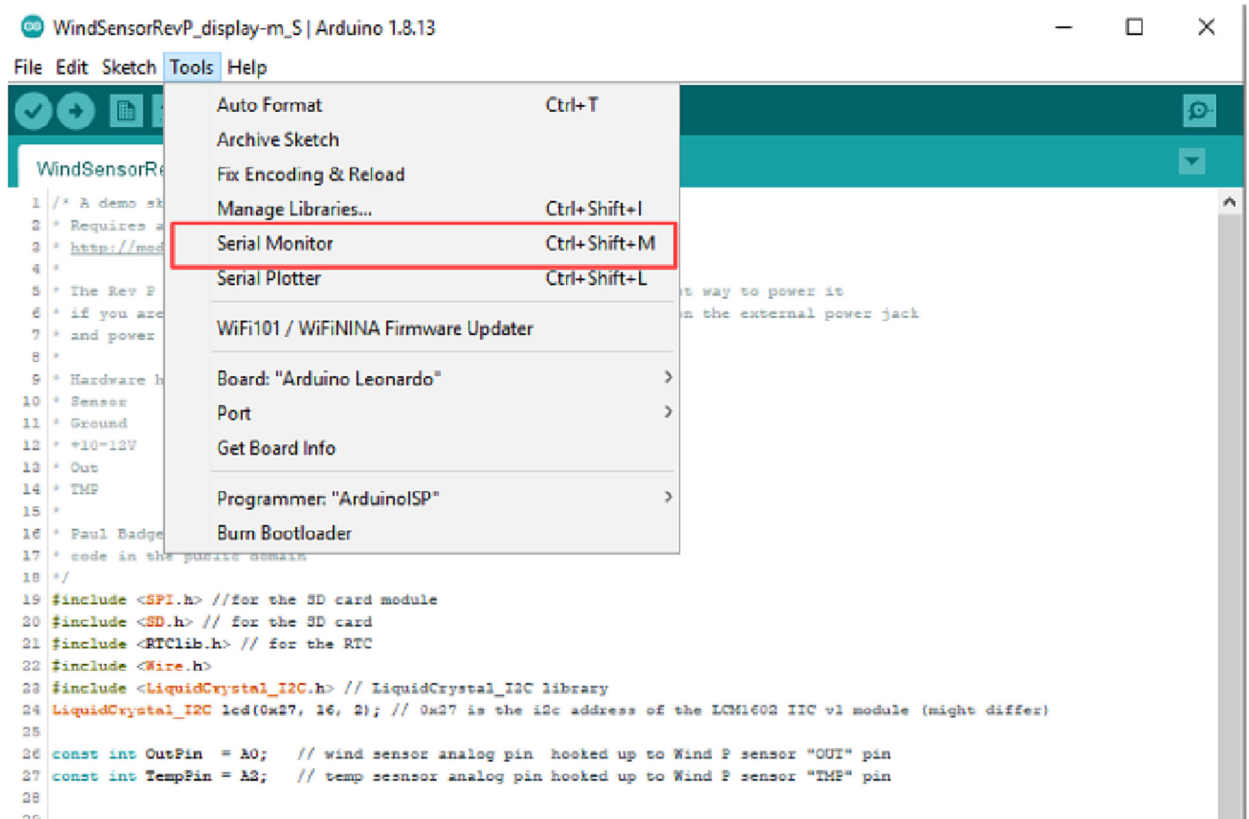 WindSensorRevP_display-m_S | Arduino 1.8.13
File Edit Sketch Tools Help
Auto Format Ctrl+T
Archive Sketch
WindSensorRe
Fix Encoding & Reload
Manage Libraries... Ctrl+Shift+I
Serial Monitor Ctrl+Shift+M
Serial Plotter Ctrl+Shift+L
WiFi101 / WiFiNINA Firmware Updater
Board: "Arduino Leonardo"
Port
Get Board Info
Programmer: "ArduinoISP"
Burn Bootloader
1 /* A demo sk
2 * Requires a
3 * http://mod
4 *
5 * The Rev P t way to power it
6 * if you are n the external power jack
7 * and power
8 *
9 * Hardware h
10 * Sensor
11 * Ground
12 * +10-12V
13 * Out
14 * TMP
15 *
16 * Paul Badge
17 * code in the public domain
18 */
19 #include <SPI.h> //for the SD card module
20 #include <SD.h> // for the SD card
21 #include <RTClib.h> // for the RTC
22 #include <Wire.h>
23 #include <LiquidCrystal_I2C.h> // LiquidCrystal_I2C library
24 LiquidCrystal_I2C lcd(0x27, 16, 2); // 0x27 is the i2c address of the LCM1602 IIC v1 module (might differ)
25
26 const int OutPin = A0; // wind sensor analog pin hooked up to Wind P sensor "OUT" pin
27 const int TempPin = A2; // temp sesnsor analog pin hooked up to Wind P sensor "TMP" pin
28